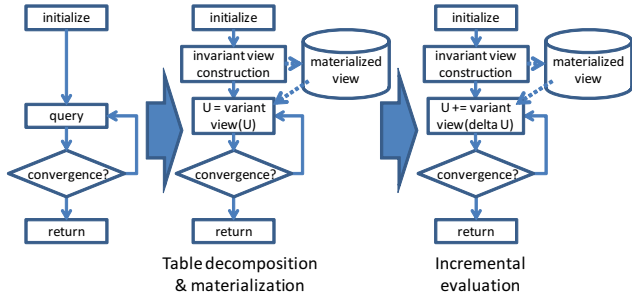 initialize
query
convergence?
return
initialize
invariant view
construction
materialized
view
U = variant
view(U)
convergence?
return
Table decomposition
& materialization
initialize
invariant view
construction
materialized
view
U += variant
view(delta U)
convergence?
return
Incremental
evaluation